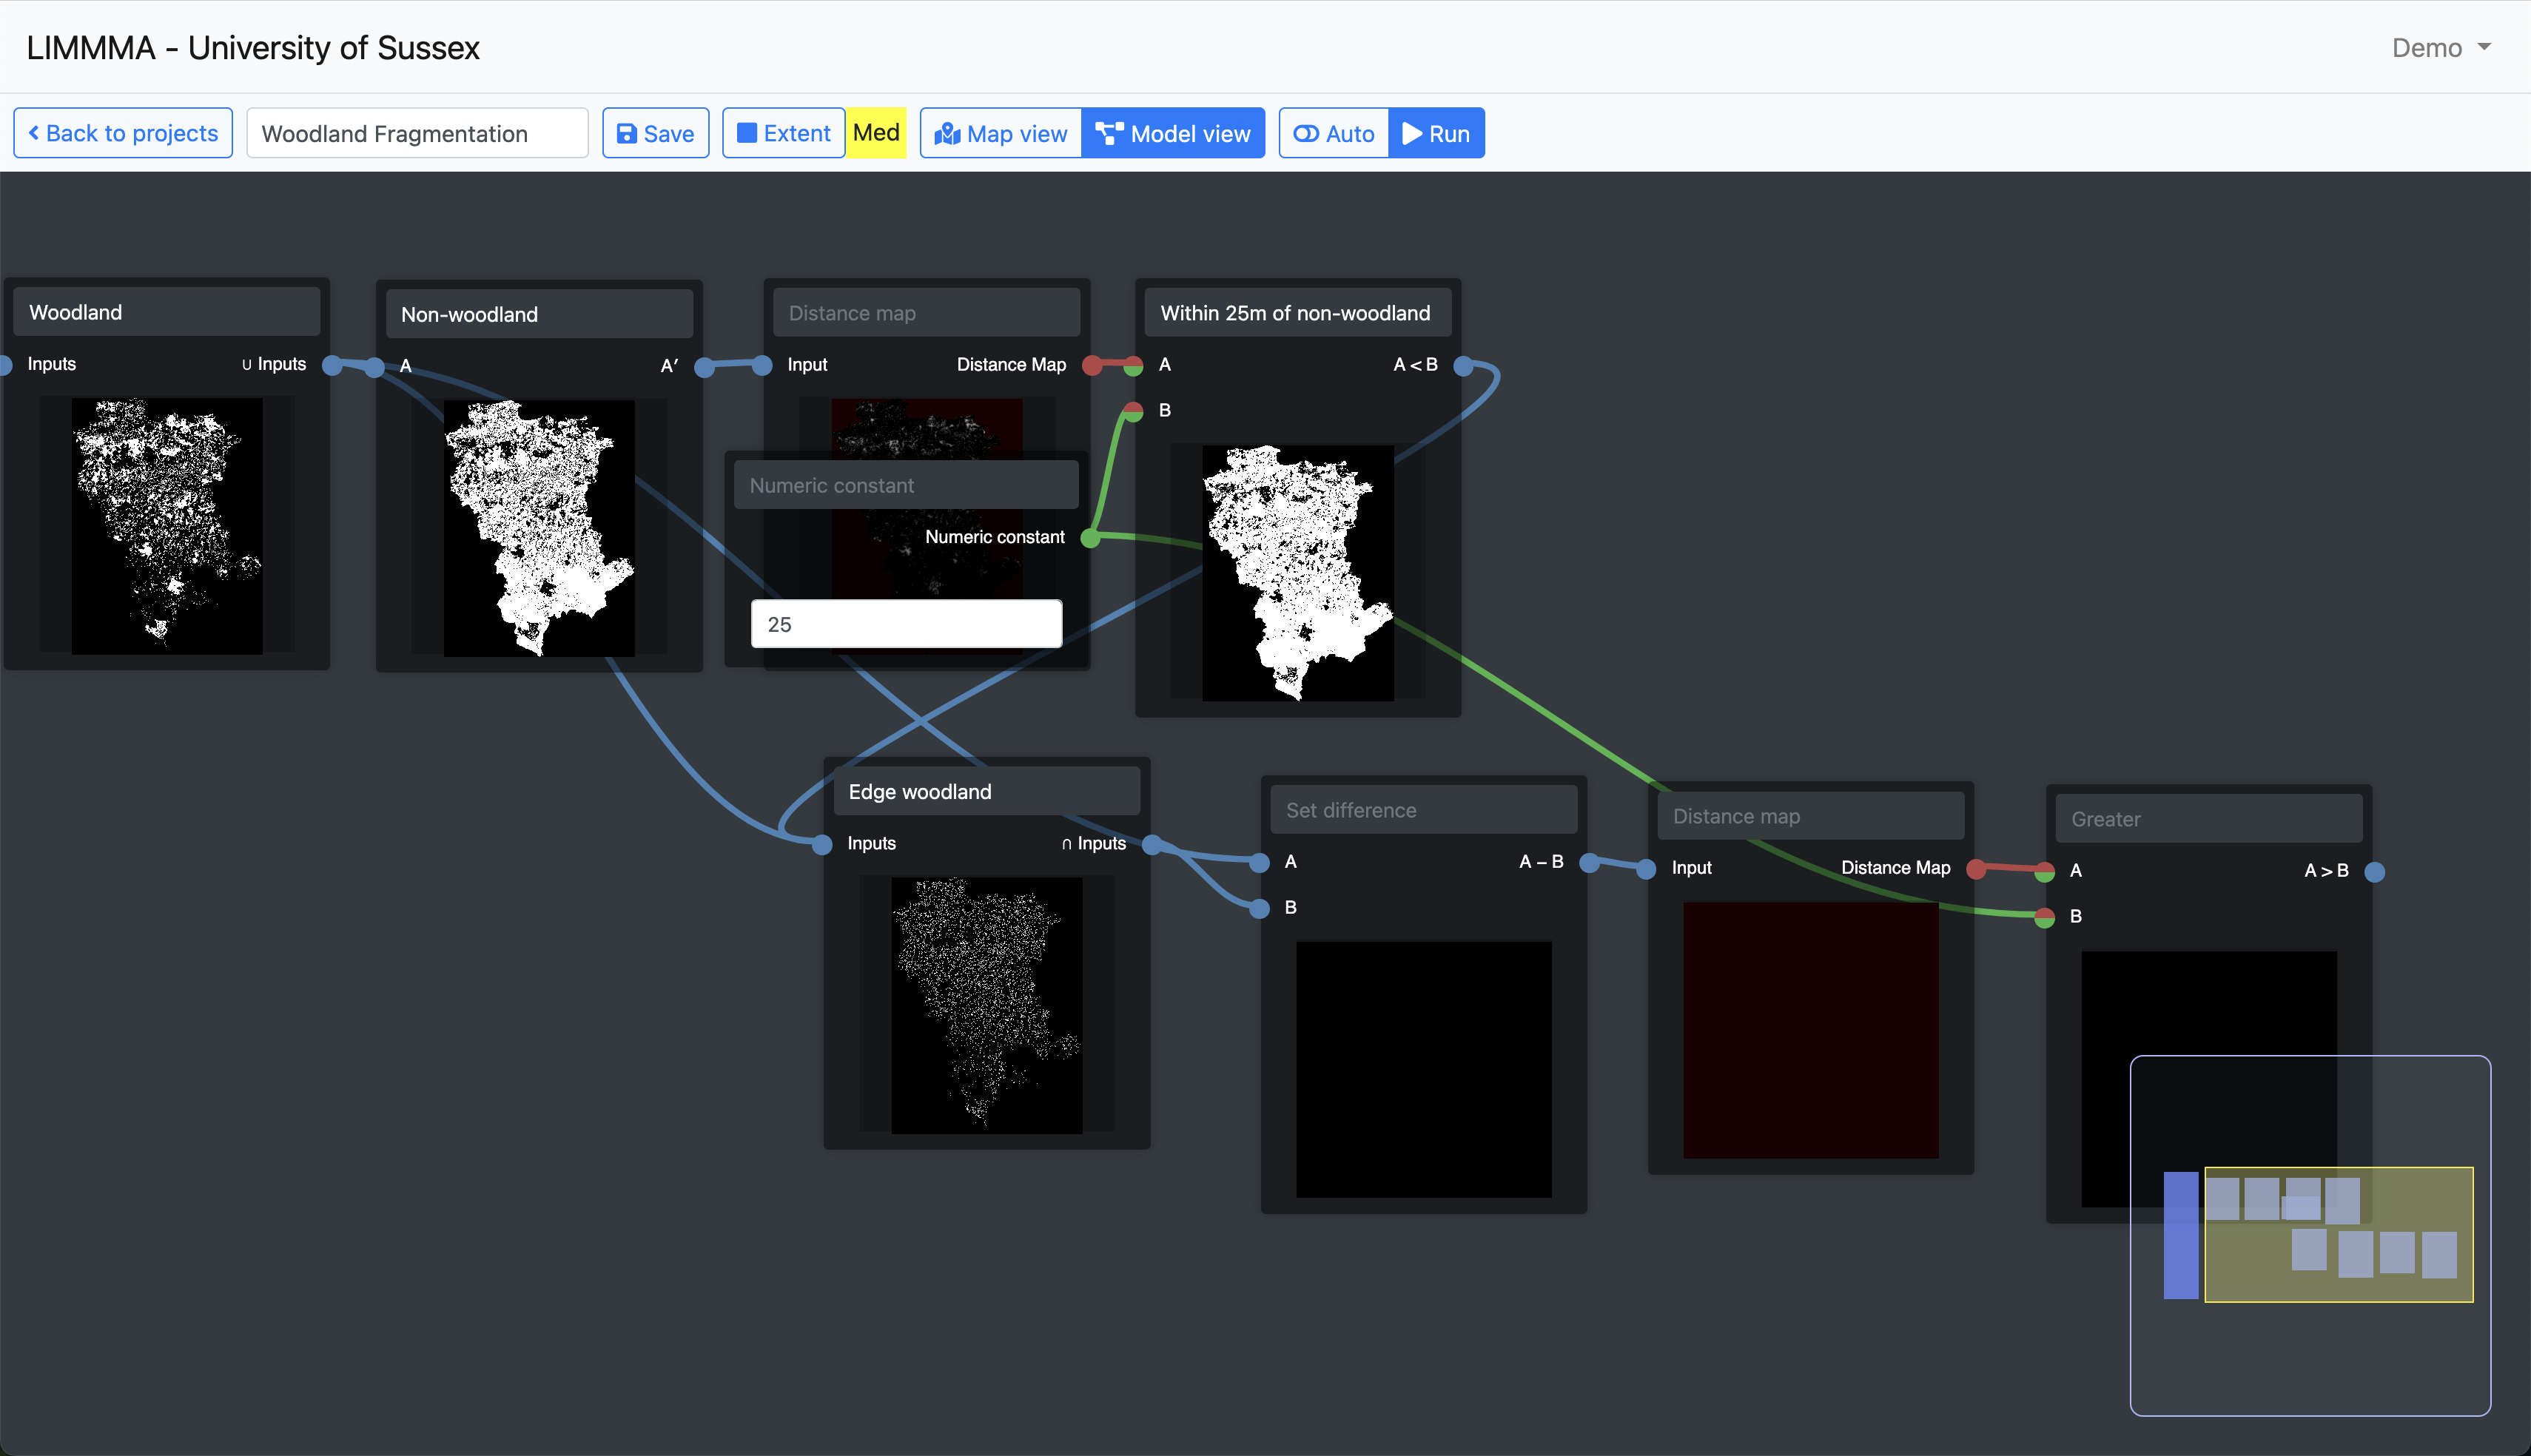 LIMMMA - University of Sussex
Demo
Back to projects
Woodland Fragmentation
Save
Extent
Med
Map view
Model view
Auto
Run
Woodland
Inputs
∪ Inputs
Non-woodland
A
A′
Distance map
Input
Distance Map
Numeric constant
Numeric constant
25
Within 25m of non-woodland
A
A < B
B
Edge woodland
Inputs
∩ Inputs
Set difference
A
A – B
B
Distance map
Input
Distance Map
Greater
A
A > B
B